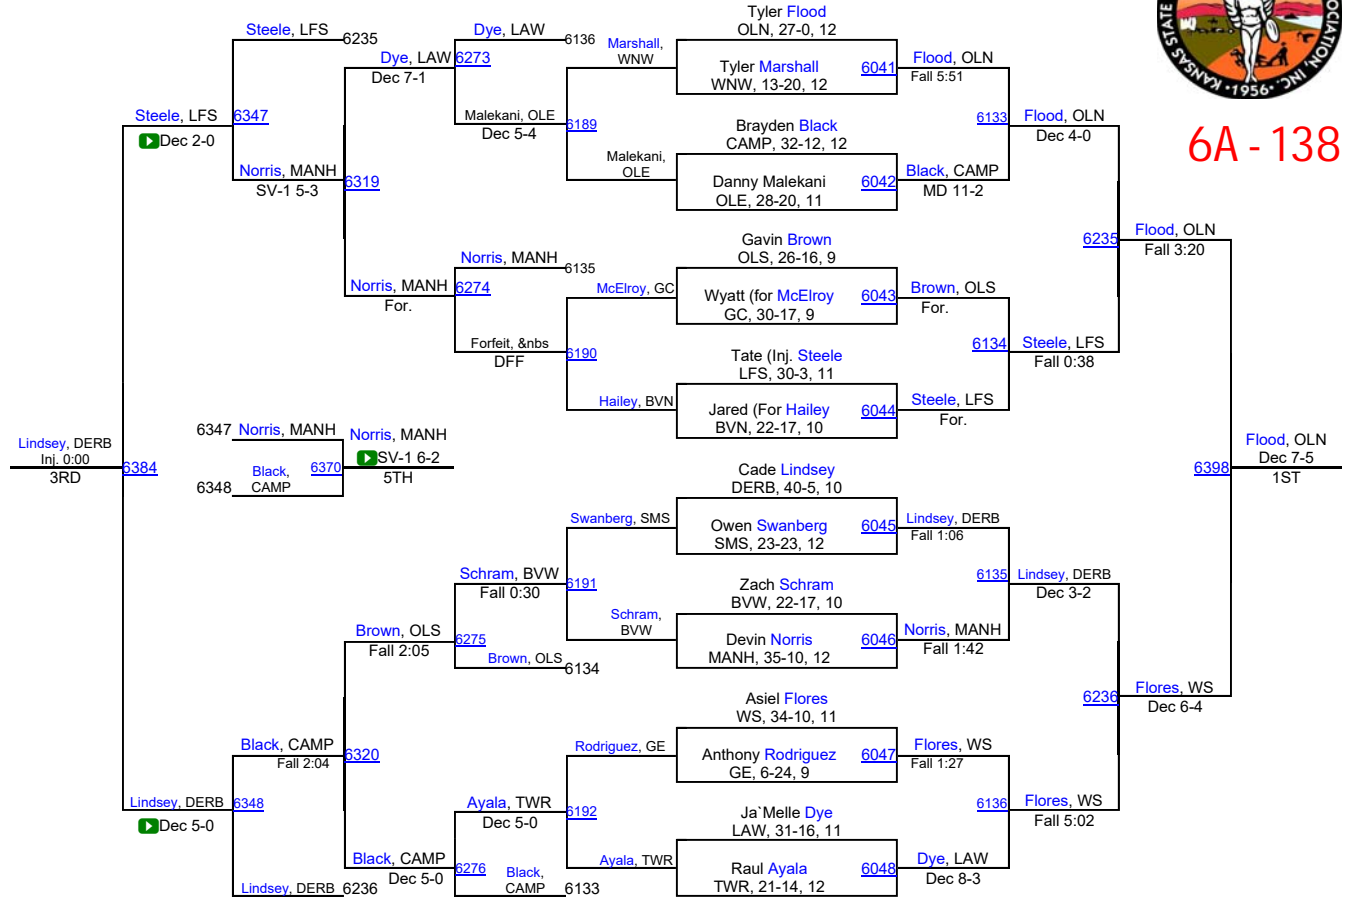 KANSAS STATE
OCIATION, INC.
•1956•
6A - 138
Steele, LFS
6235
Dye, LAW
Dec 7-1
Dye, LAW
6136
6273
Malekani, OLE
Dec 5-4
Marshall,
WNW
6189
Malekani,
OLE
Steele, LFS
Dec 2-0
6347
Norris, MANH
SV-1 5-3
6319
Norris, MANH
6135
Norris, MANH
For.
6274
Forfeit, &nbs
DFF
McElroy, GC
6190
Hailey, BVN
Tyler Flood
OLN, 27-0, 12
Tyler Marshall
WNW, 13-20, 12
6041
Flood, OLN
Fall 5:51
Brayden Black
CAMP, 32-12, 12
Danny Malekani
OLE, 28-20, 11
6042
Black, CAMP
MD 11-2
6133
Flood, OLN
Dec 4-0
Gavin Brown
OLS, 26-16, 9
Wyatt (for McElroy
GC, 30-17, 9
6043
Brown, OLS
For.
Tate (Inj. Steele
LFS, 30-3, 11
Jared (For Hailey
BVN, 22-17, 10
6044
Steele, LFS
For.
6134
Steele, LFS
Fall 0:38
6235
Flood, OLN
Fall 3:20
Lindsey, DERB
Inj. 0:00
3RD
6384
6347
Norris, MANH
6348
Black,
CAMP
6370
Norris, MANH
SV-1 6-2
5TH
6398
Flood, OLN
Dec 7-5
1ST
Cade Lindsey
DERB, 40-5, 10
Owen Swanberg
SMS, 23-23, 12
6045
Lindsey, DERB
Fall 1:06
Zach Schram
BVW, 22-17, 10
Devin Norris
MANH, 35-10, 12
6046
Norris, MANH
Fall 1:42
6135
Lindsey, DERB
Dec 3-2
Asiel Flores
WS, 34-10, 11
Anthony Rodriguez
GE, 6-24, 9
6047
Flores, WS
Fall 1:27
Ja`Melle Dye
LAW, 31-16, 11
Raul Ayala
TWR, 21-14, 12
6048
Dye, LAW
Dec 8-3
6136
Flores, WS
Fall 5:02
6236
Flores, WS
Dec 6-4
Swanberg, SMS
6191
Schram,
BVW
Schram, BVW
Fall 0:30
6275
Brown, OLS
6134
Brown, OLS
Fall 2:05
Black, CAMP
Fall 2:04
6320
Rodriguez, GE
6192
Ayala, TWR
Ayala, TWR
Dec 5-0
6276
Black,
CAMP
6133
Black, CAMP
Dec 5-0
Lindsey, DERB
Dec 5-0
6348
Lindsey, DERB
6236